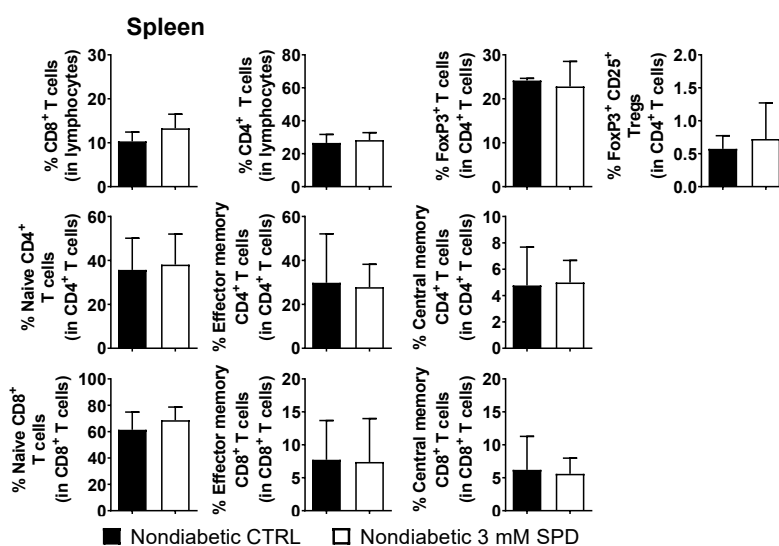 Spleen
% CD8+ T cells
(in lymphocytes)
30
20
10
0
% CD4+ T cells
(in lymphocytes)
80
60
40
20
0
% FoxP3+ T cells
(in CD4+ T cells)
30
20
10
0
% FoxP3+ CD25+
Tregs
(in CD4+ T cells)
2.0
1.5
1.0
0.5
0.0
% Naive CD4+
T cells
(in CD4+ T cells)
60
40
20
0
% Effector memory
CD4+ T cells
(in CD4+ T cells)
60
40
20
0
% Central memory
CD4+ T cells
(in CD4+ T cells)
10
8
6
4
2
0
% Naive CD8+
T cells
(in CD8+ T cells)
100
80
60
40
20
0
% Effector memory
CD8+ T cells
(in CD8+ T cells)
20
15
10
5
0
% Central memory
CD8+ T cells
(in CD8+ T cells)
20
15
10
5
0
Nondiabetic CTRL
Nondiabetic 3 mM SPD